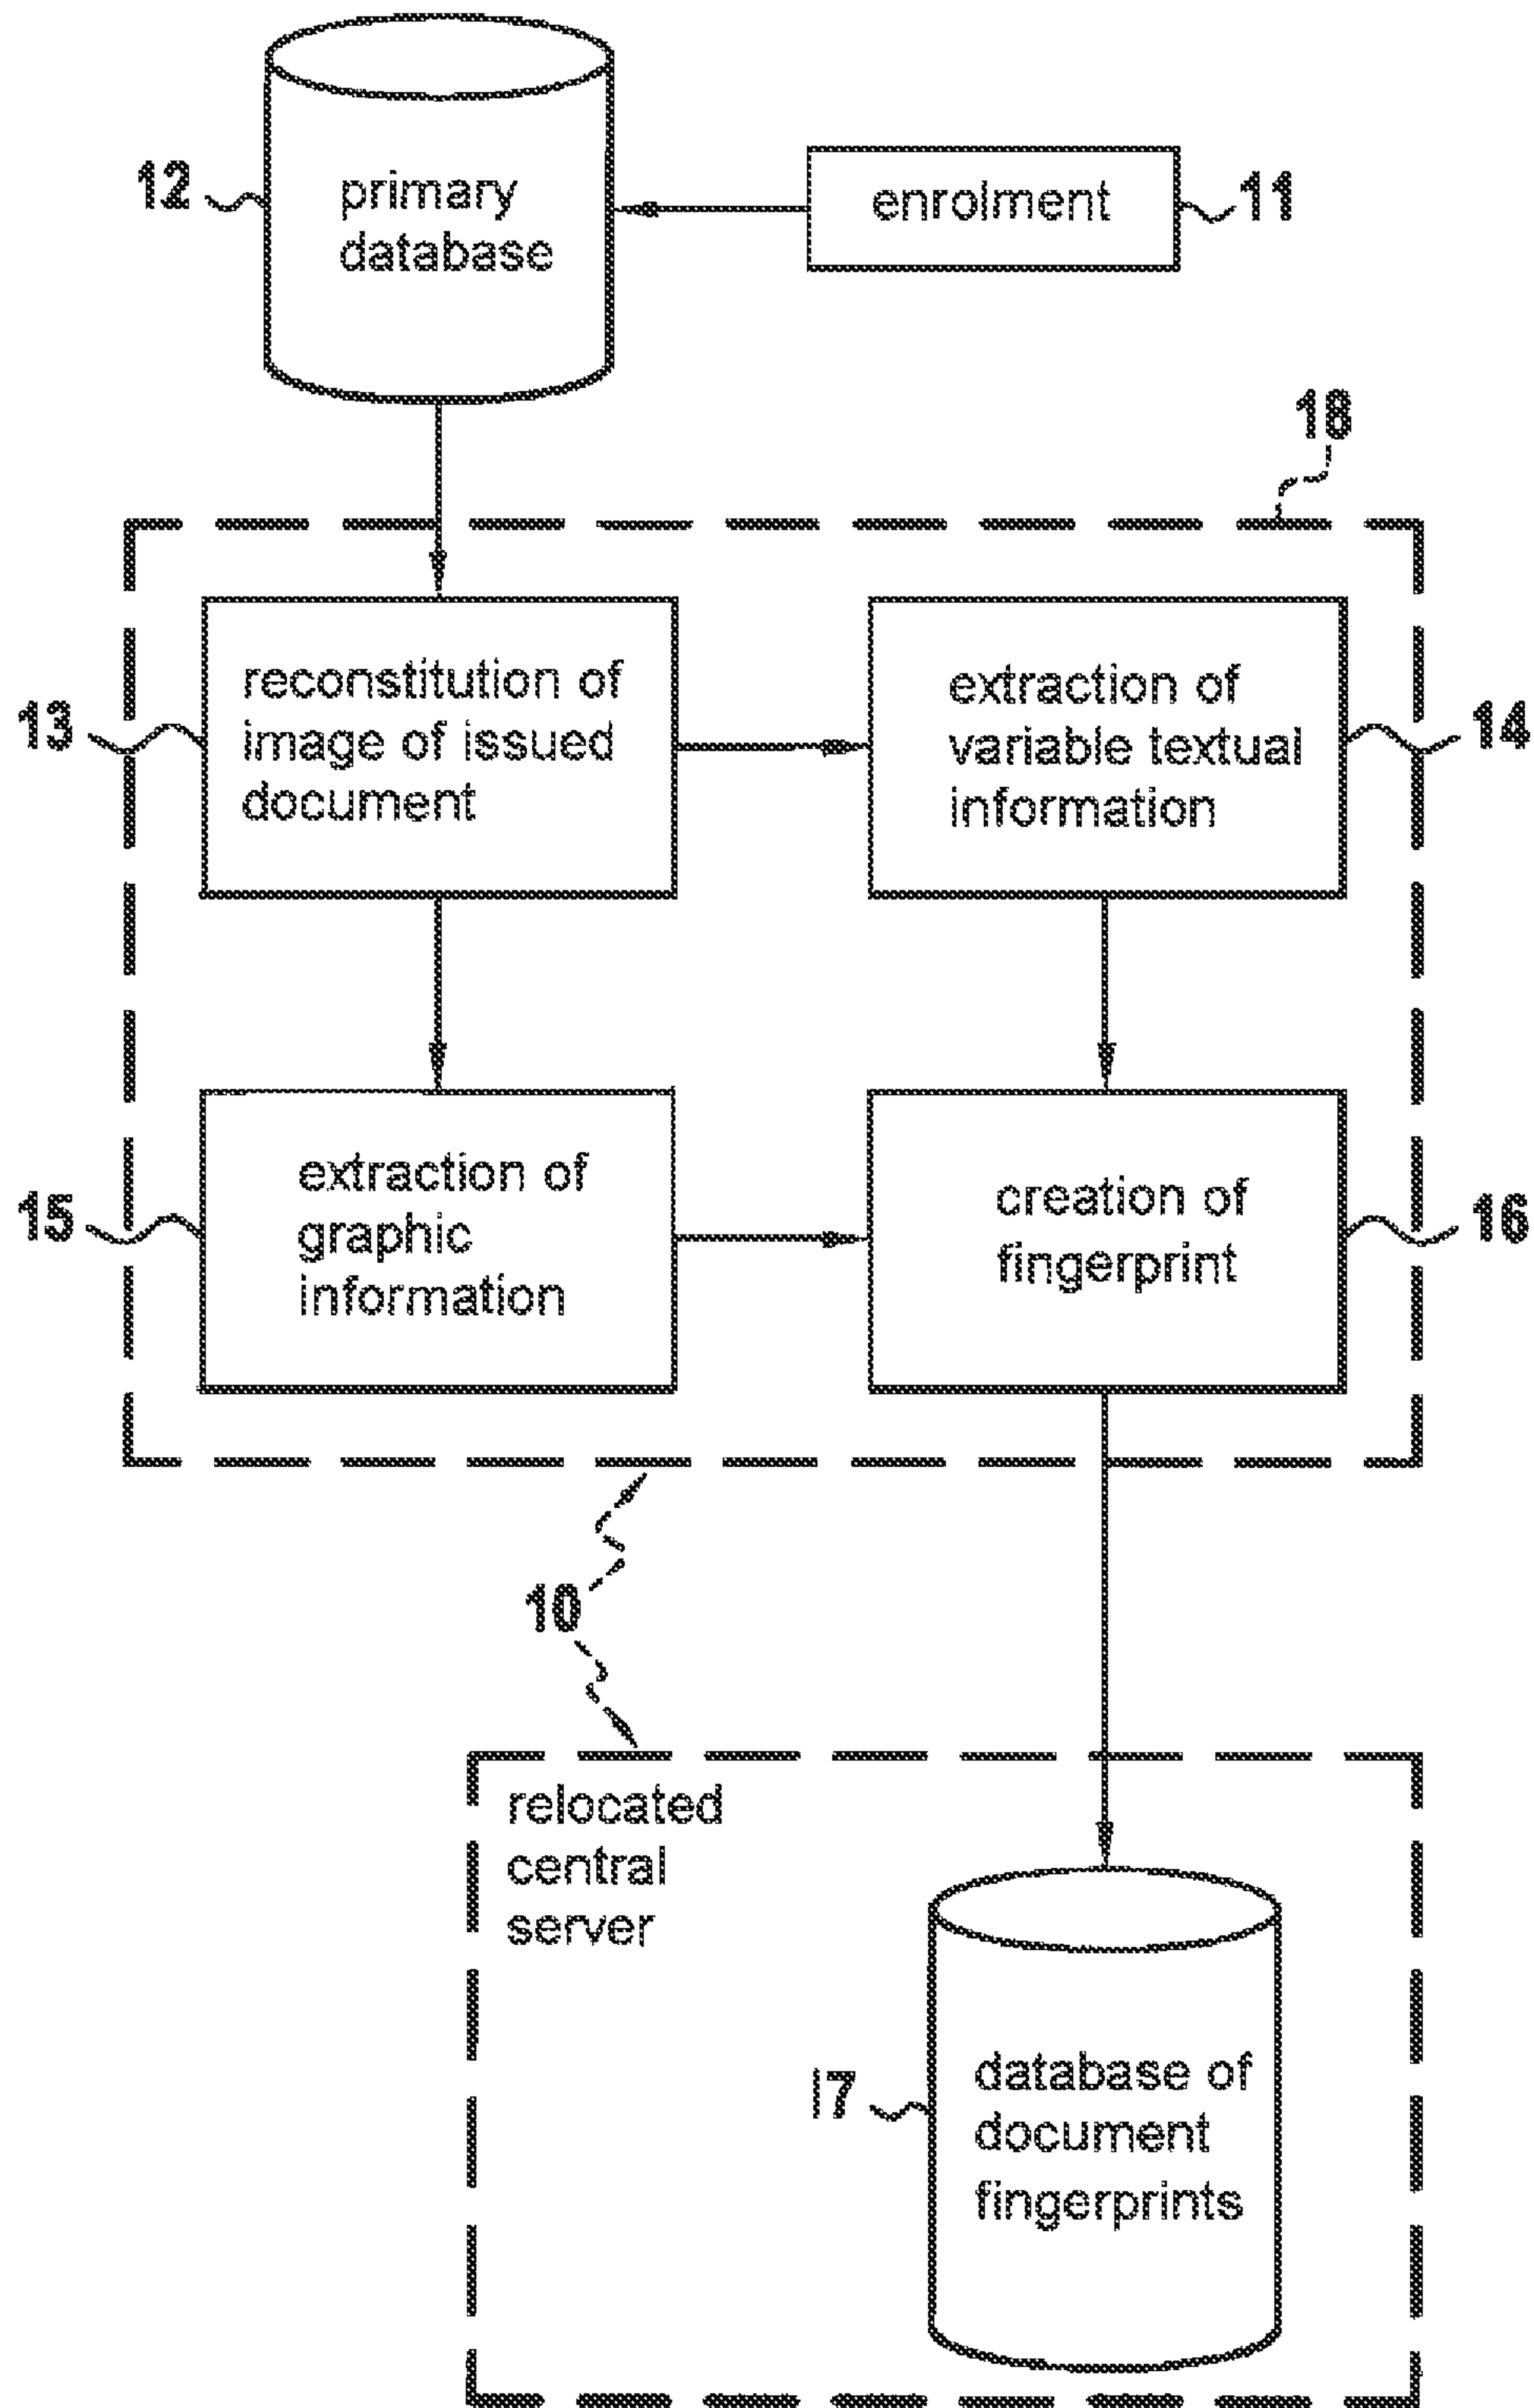 12
primary
database
enrolment
11
18
13
reconstitution of
image of issued
document
extraction of
variable textual
information
14
15
extraction of
graphic
information
creation of
fingerprint
16
10
relocated
central
server
17
database of
document
fingerprints